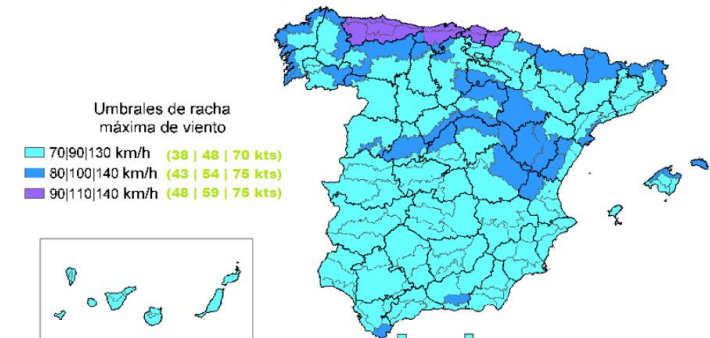 Umbrales de racha
máxima de viento
70|90|130 km/h (38 | 48 | 70 kts)
80|100|140 km/h (43 | 54 | 75 kts)
90|110|140 km/h (48 | 59 | 75 kts)